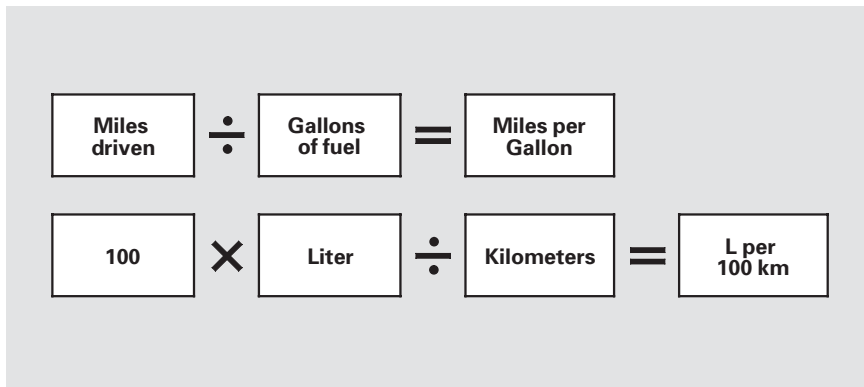 Miles driven ÷ Gallons of fuel = Miles per Gallon
100 × Liter ÷ Kilometers = L per 100 km